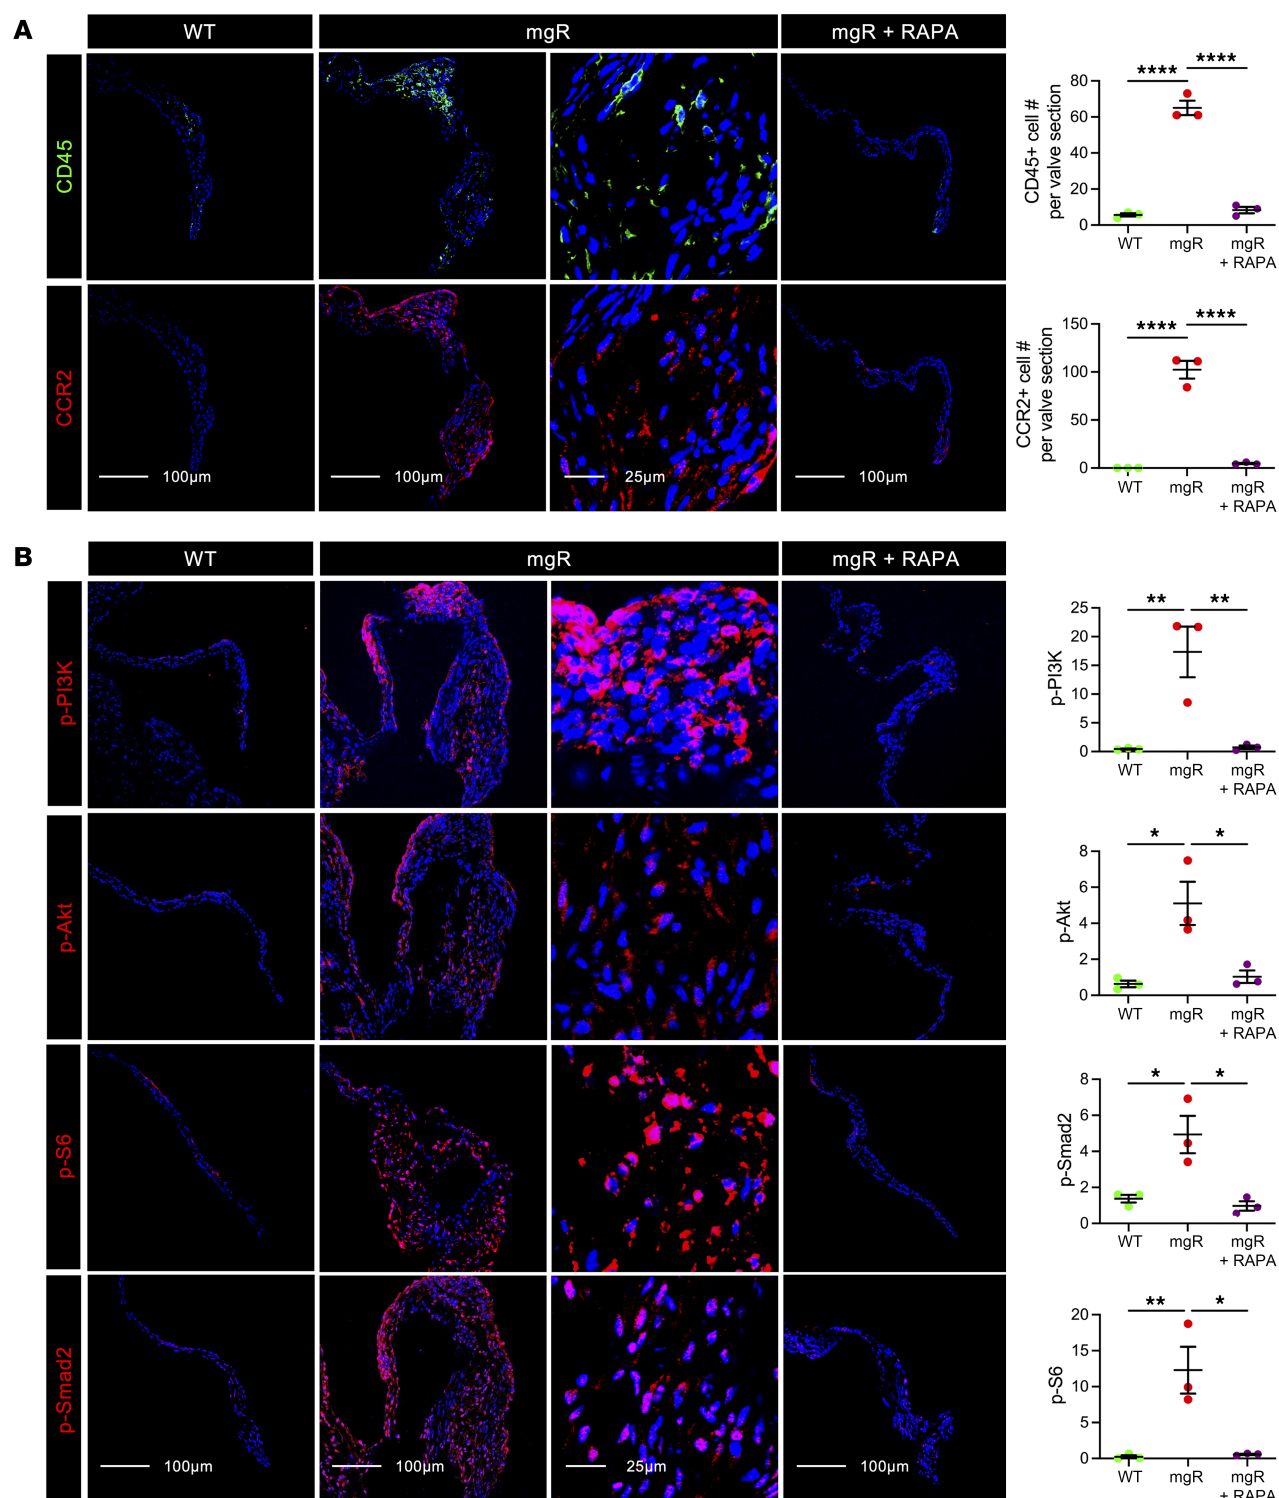 A
WT
mgR
mgR + RAPA
CD45
CCR2
100μm
100μm
25μm
100μm
CD45+ cell #
per valve section
80
60
40
20
0
****
****
WT
mgR
mgR
+ RAPA
CCR2+ cell #
per valve section
150
100
50
0
****
****
WT
mgR
mgR
+ RAPA
B
WT
mgR
mgR + RAPA
p-PI3K
p-Akt
p-S6
p-Smad2
100μm
100μm
25μm
100μm
p-PI3K
25
20
15
10
5
0
**
**
WT
mgR
mgR
+ RAPA
p-Akt
8
6
4
2
0
*
*
WT
mgR
mgR
+ RAPA
p-Smad2
8
6
4
2
0
*
*
WT
mgR
mgR
+ RAPA
p-S6
20
15
10
5
0
**
*
WT
mgR
mgR
+ RAPA